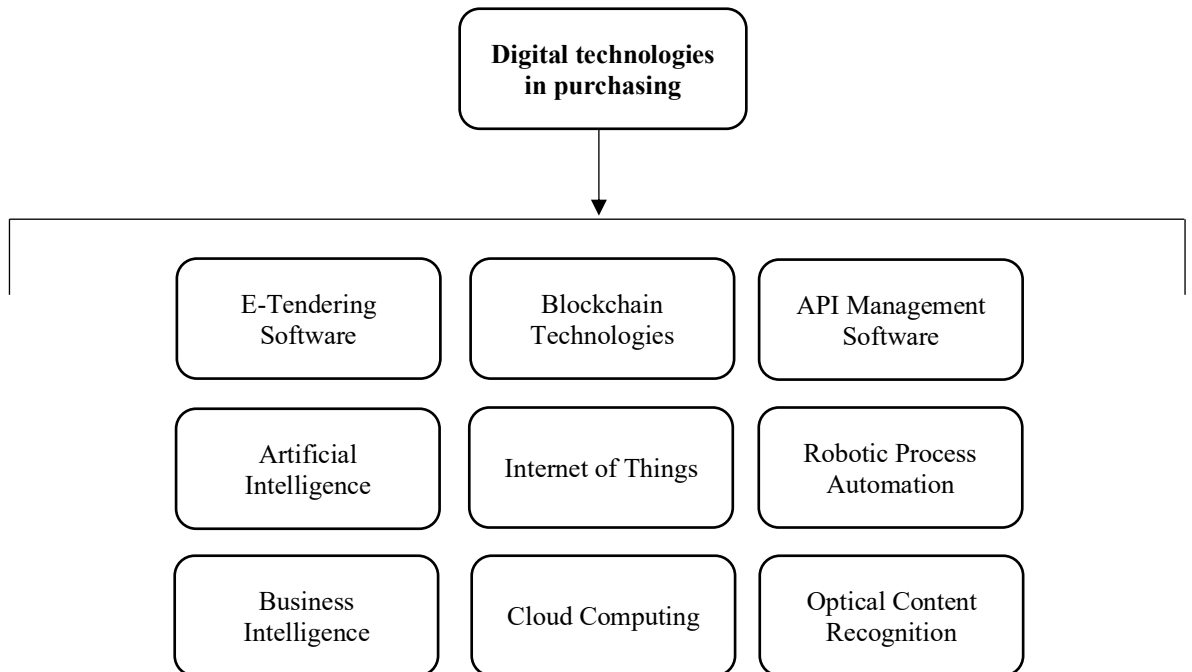 Digital technologies
in purchasing
E-Tendering
Software
Blockchain
Technologies
API Management
Software
Artificial
Intelligence
Internet of Things
Robotic Process
Automation
Business
Intelligence
Cloud Computing
Optical Content
Recognition